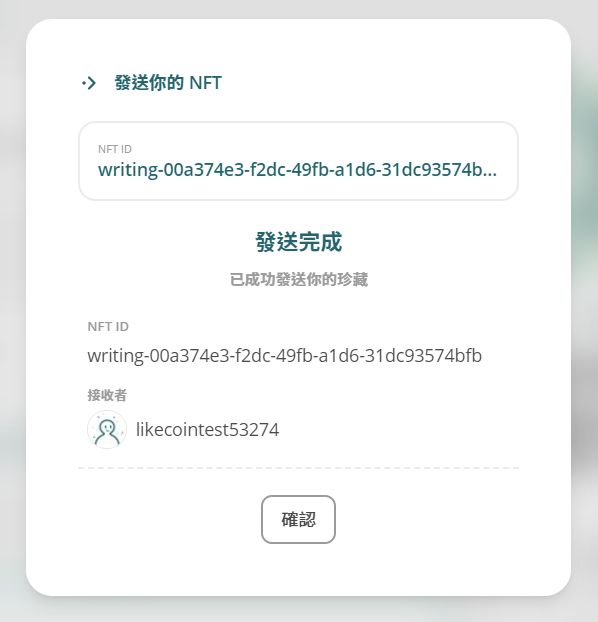 發送你的 NFT
NFT ID
writing-00a374e3-f2dc-49fb-a1d6-31dc93574b...
發送完成
已成功發送你的珍藏
NFT ID
writing-00a374e3-f2dc-49fb-a1d6-31dc93574bfb
接收者
likecointest53274
確認